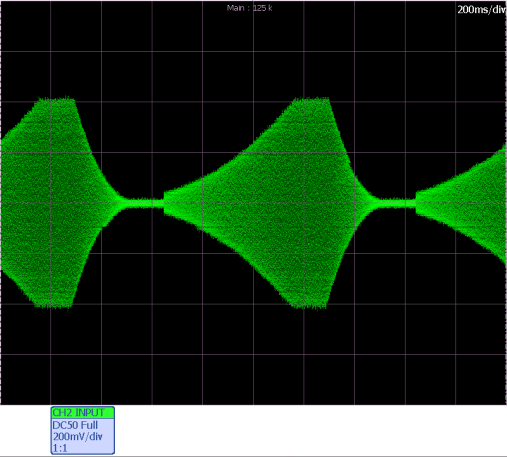 Main : 125 k
200ms/div
CH2 INPUT
DC50 Full
200mV/div
1:1